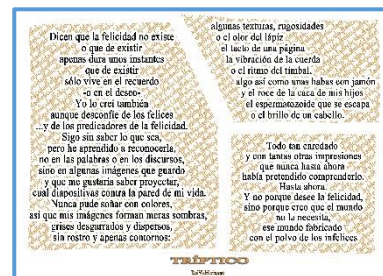 Dicen que la felicidad no existe
o que de existir
apenas dura unos instantes
que de existir
sólo vive en el recuerdo
-o en el deseo-
Yo lo creí también
aunque desconfíe de los felices
...y de los predicadores de la felicidad.
Sigo sin saber lo que sea,
pero he aprendido a reconocerla,
no en las palabras o en los discursos,
sino en algunas imágenes que guardo
y que me gustaría saber proyectar,
cual diapositivas contra la pared de mi vida.
Nunca pude soñar con colores,
así que mis imágenes forman meras sombras,
grises desgarrados y dispersos,
sin rostro y apenas contornos:
algunas texturas, rugosidades
o el olor del lápiz
el tacto de una página
la vibración de la cuerda
o el ritmo del timbal,
algo así como unas habas con jamón
y el roce de la caca de mis hijos
el espermatozoide que se escapa
o el brillo de un cabello.
Todo tan enredado
y con tantas otras impresiones
que nunca hasta ahora
había pretendido comprenderlo.
Hasta ahora.
Y no porque desee la felicidad,
sino porque creo que el mundo
no la necesita,
ese mundo fabricado
con el polvo de los infelices
TRÍPTICO